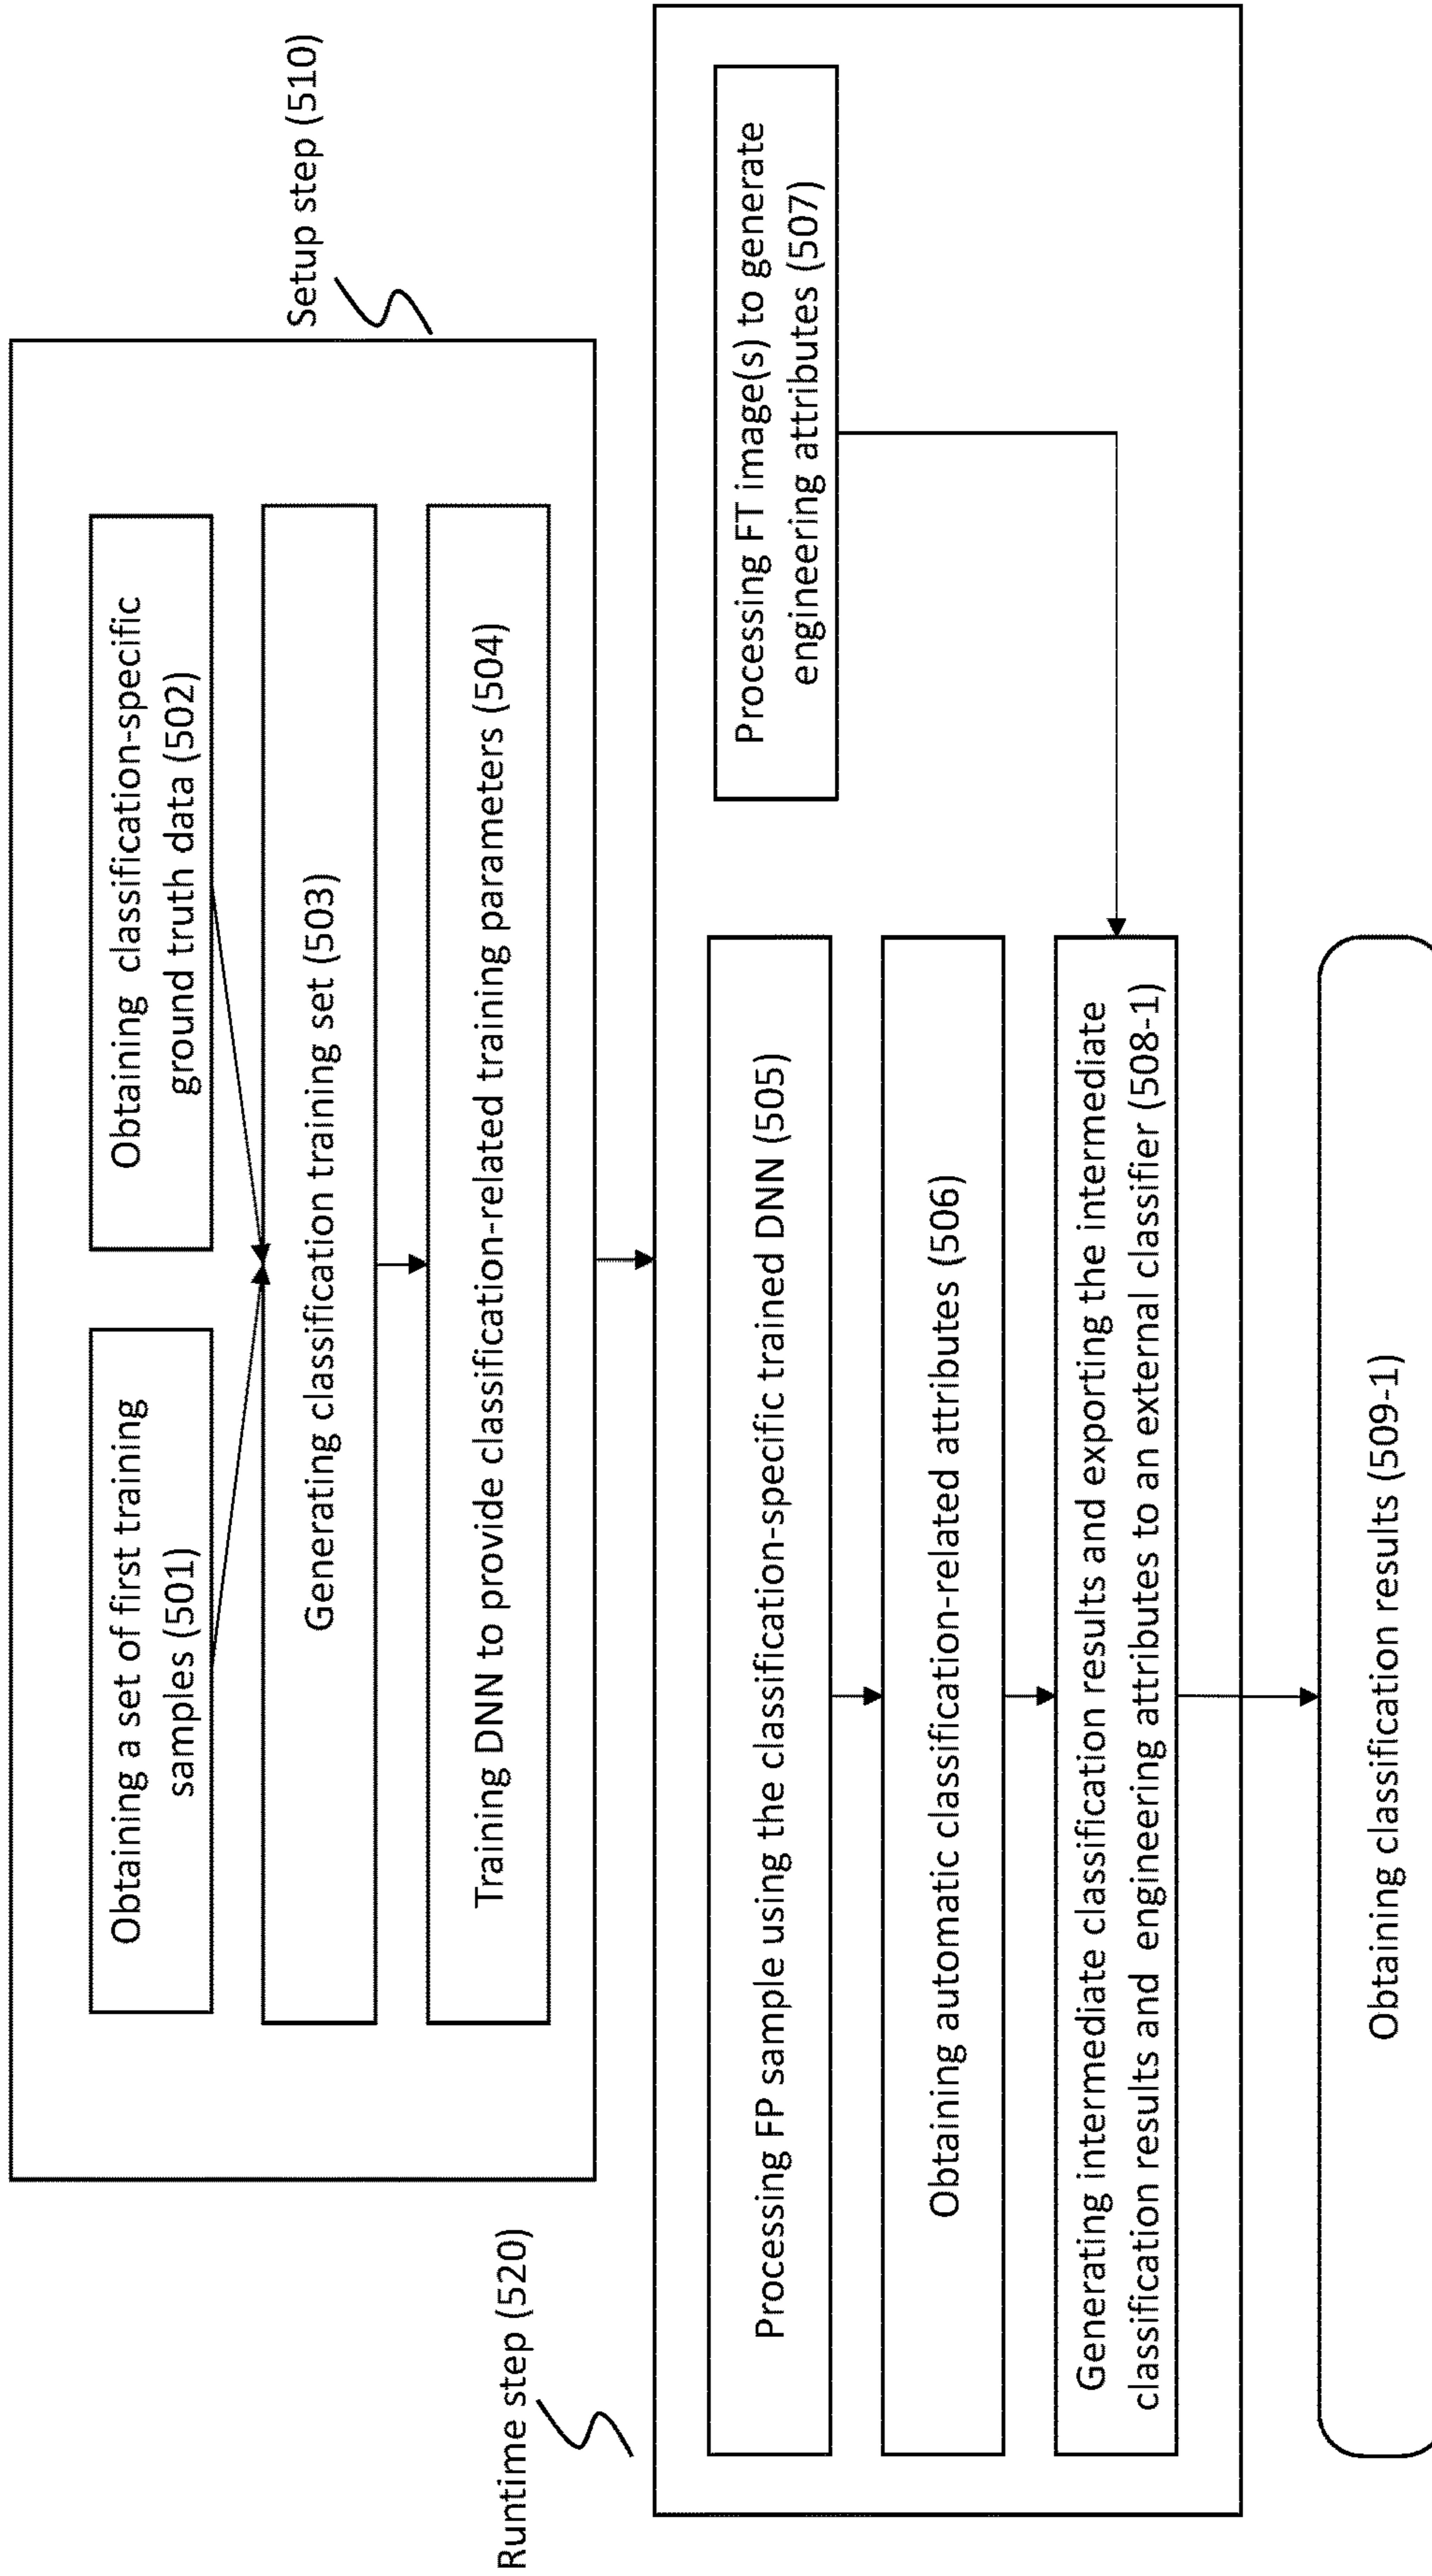 Setup step (510)
Obtaining a set of first training
samples (501)
Obtaining classification-specific
ground truth data (502)
Generating classification training set (503)
Training DNN to provide classification-related training parameters (504)
Runtime step (520)
Processing FP sample using the classification-specific trained DNN (505)
Processing FT image(s) to generate
engineering attributes (507)
Obtaining automatic classification-related attributes (506)
Generating intermediate classification results and exporting the intermediate
classification results and engineering attributes to an external classifier (508-1)
Obtaining classification results (509-1)